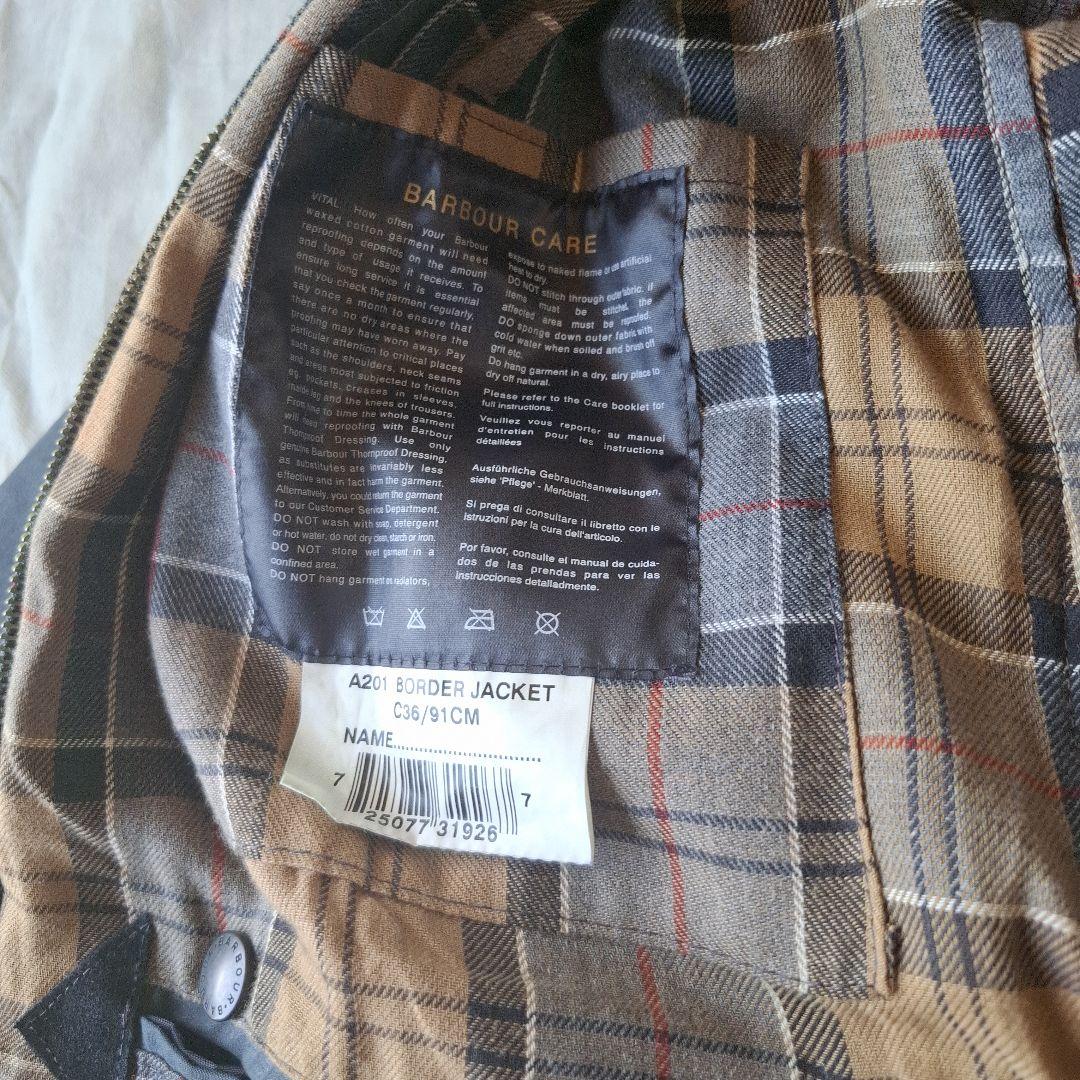 BARBOUR CARE
VITAL: How often your Barbour
waxed cotton garment will need
reproofing depends on the amount
and type of usage it receives. To
ensure long service it is essential
that you check the garment regularly,
say once a month to ensure that
there are no dry areas where the
proofing may have worn away. Pay
particular attention to critical places
such as the shoulders, neck seams
and areas most subjected to friction
eg. pockets, creases in sleeves,
inside leg and the knees of trousers.
From time to time the whole garment
will need reproofing with Barbour
Thornproof Dressing. Use only
genuine Barbour Thornproof Dressing,
as substitutes are invariably less
effective and in fact harm the garment.
Alternatively, you could return the garment
to our Customer Service Department.
DO NOT wash with soap, detergent
or hot water, do not dry clean, starch or iron.
DO NOT store wet garment in a
confined area.
DO NOT hang garment on radiators,
expose to naked flame or use artificial
heat to dry.
DO NOT stitch through outer fabric. If
items must be stitched, the
affected area must be reproofed.
DO sponge down outer fabric with
cold water when soiled and brush off
grit etc.
Do hang garment in a dry, airy place to
dry off natural.
Please refer to the Care booklet for
full instructions.
Veuillez vous reporter au manuel
d'entretien pour les instructions
détaillées
Ausführliche Gebrauchsanweisungen,
siehe 'Pflege' - Merkblatt.
Si prega di consultare il libretto con le
istruzioni per la cura dell'articolo.
Por favor, consulte el manual de cuida-
dos de las prendas para ver las
instrucciones detalladmente.
A201 BORDER JACKET
C36/91CM
NAME..............................
7 25077 31926 7
BARBOUR